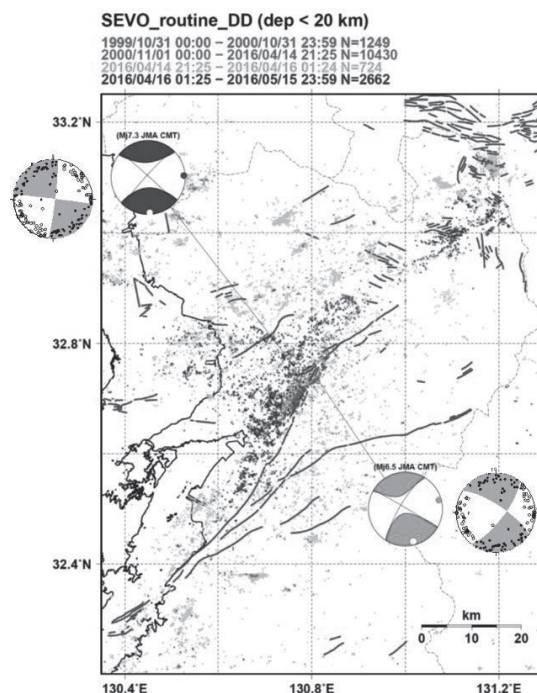 SEVO_routine_DD (dep < 20 km)
1999/10/31 00:00 – 2000/10/31 23:59 N=1249
2000/11/01 00:00 – 2016/04/14 21:25 N=10430
2016/04/14 21:25 – 2016/04/16 01:24 N=724
2016/04/16 01:25 – 2016/05/15 23:59 N=2662
33.2˚N
(Mj7.3 JMA CMT)
32.8˚N
(Mj6.5 JMA CMT)
32.4˚N
km
0 5 10 15 20
130.4˚E 130.8˚E 131.2˚E